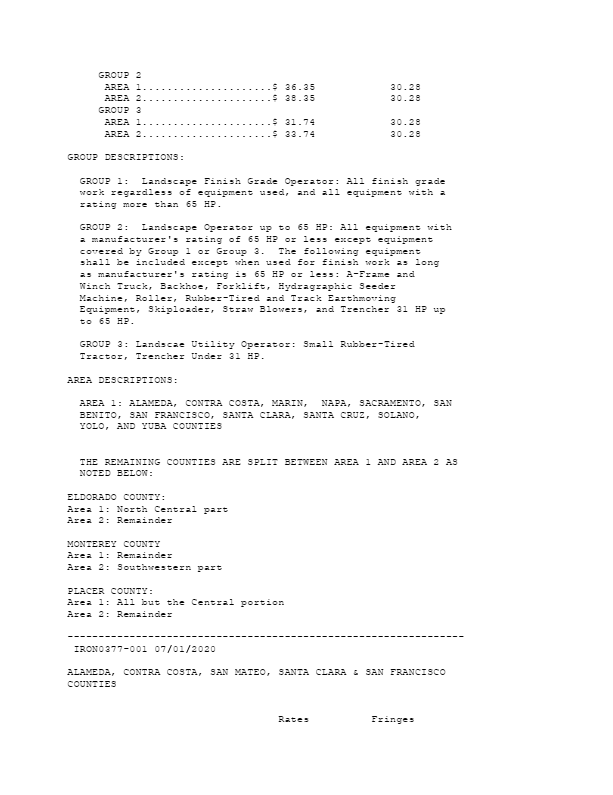 GROUP 2
AREA 1.....................$ 36.35 30.28
AREA 2.....................$ 38.35 30.28
GROUP 3
AREA 1.....................$ 31.74 30.28
AREA 2.....................$ 33.74 30.28
GROUP DESCRIPTIONS:
GROUP 1:  Landscape Finish Grade Operator: All finish grade
work regardless of equipment used, and all equipment with a
rating more than 65 HP.
GROUP 2:  Landscape Operator up to 65 HP: All equipment with
a manufacturer's rating of 65 HP or less except equipment
covered by Group 1 or Group 3.  The following equipment
shall be included except when used for finish work as long
as manufacturer's rating is 65 HP or less: A-Frame and
Winch Truck, Backhoe, Forklift, Hydragraphic Seeder
Machine, Roller, Rubber-Tired and Track Earthmoving
Equipment, Skiploader, Straw Blowers, and Trencher 31 HP up
to 65 HP.
GROUP 3: Landscae Utility Operator: Small Rubber-Tired
Tractor, Trencher Under 31 HP.
AREA DESCRIPTIONS:
AREA 1: ALAMEDA, CONTRA COSTA, MARIN,  NAPA, SACRAMENTO, SAN
BENITO, SAN FRANCISCO, SANTA CLARA, SANTA CRUZ, SOLANO,
YOLO, AND YUBA COUNTIES
THE REMAINING COUNTIES ARE SPLIT BETWEEN AREA 1 AND AREA 2 AS
NOTED BELOW:
ELDORADO COUNTY:
Area 1: North Central part
Area 2: Remainder
MONTEREY COUNTY
Area 1: Remainder
Area 2: Southwestern part
PLACER COUNTY:
Area 1: All but the Central portion
Area 2: Remainder
----------------------------------------------------------------
IRON0377-001 07/01/2020
ALAMEDA, CONTRA COSTA, SAN MATEO, SANTA CLARA & SAN FRANCISCO
COUNTIES
Rates Fringes